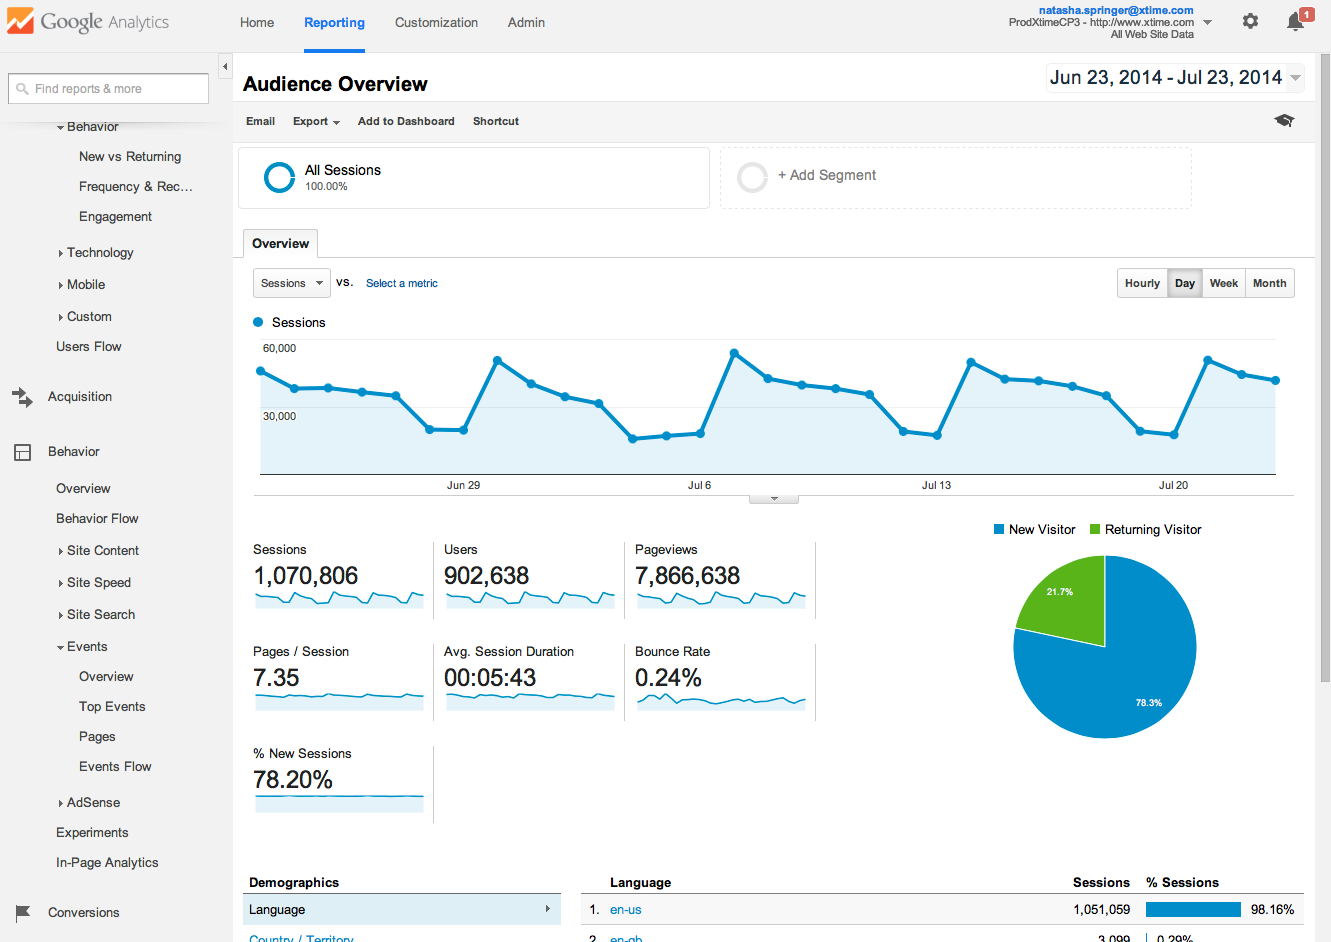 Google Analytics
Home Reporting Customization Admin
natasha.springer@xtime.com
ProdXtimeCP3 - http://www.xtime.com
All Web Site Data
1
Find reports & more
Behavior
New vs Returning
Frequency & Rec...
Engagement
Technology
Mobile
Custom
Users Flow
Acquisition
Behavior
Overview
Behavior Flow
Site Content
Site Speed
Site Search
Events
Overview
Top Events
Pages
Events Flow
AdSense
Experiments
In-Page Analytics
Conversions
Audience Overview
Jun 23, 2014 - Jul 23, 2014
Email Export Add to Dashboard Shortcut
All Sessions
100.00%
+ Add Segment
Overview
Sessions vs. Select a metric
Hourly Day Week Month
Sessions
60,000
30,000
Jun 29 Jul 6 Jul 13 Jul 20
New Visitor Returning Visitor
21.7%
78.3%
Sessions
1,070,806
Users
902,638
Pageviews
7,866,638
Pages / Session
7.35
Avg. Session Duration
00:05:43
Bounce Rate
0.24%
% New Sessions
78.20%
Demographics
Language
Country / Territory
Language Sessions % Sessions
1. en-us 1,051,059 98.16%
2. en-gb 3,099 0.29%